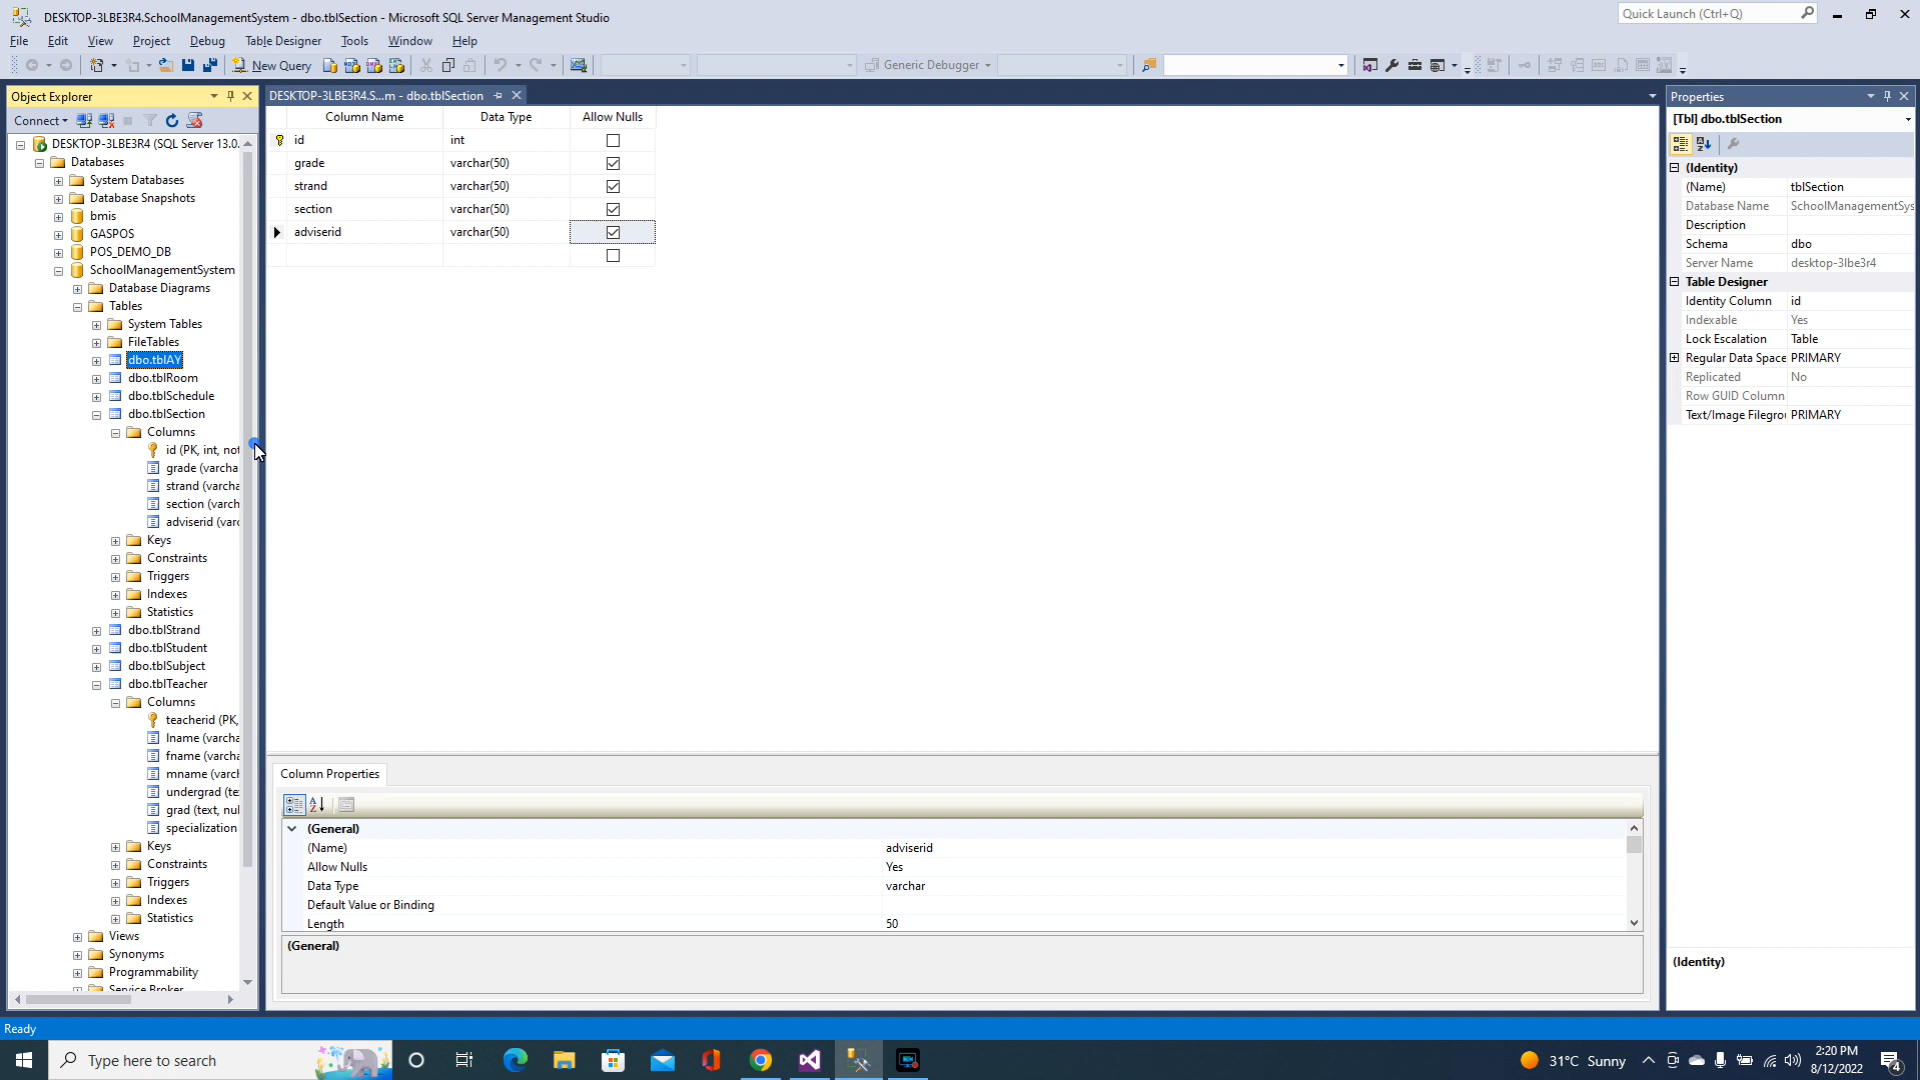 DESKTOP-3LBE3R4.SchoolManagementSystem - dbo.tblSection - Microsoft SQL Server Management Studio
Quick Launch (Ctrl+Q)
File Edit View Project Debug Table Designer Tools Window Help
New Query
Generic Debugger
Object Explorer
Connect
DESKTOP-3LBE3R4 (SQL Server 13.0.
Databases
System Databases
Database Snapshots
bmis
GASPOS
POS_DEMO_DB
SchoolManagementSystem
Database Diagrams
Tables
System Tables
FileTables
dbo.tblAY
dbo.tblRoom
dbo.tblSchedule
dbo.tblSection
Columns
id (PK, int, not
grade (varcha
strand (varcha
section (varch
adviserid (varc
Keys
Constraints
Triggers
Indexes
Statistics
dbo.tblStrand
dbo.tblStudent
dbo.tblSubject
dbo.tblTeacher
Columns
teacherid (PK,
lname (varcha
fname (varcha
mname (varch
undergrad (te
grad (text, nul
specialization
Keys
Constraints
Triggers
Indexes
Statistics
Views
Synonyms
Programmability
Service Broker
DESKTOP-3LBE3R4.S...m - dbo.tblSection
Column Name Data Type Allow Nulls
id int
grade varchar(50)
strand varchar(50)
section varchar(50)
adviserid varchar(50)
Column Properties
(General)
(Name) adviserid
Allow Nulls Yes
Data Type varchar
Default Value or Binding
Length 50
(General)
Properties
[Tbl] dbo.tblSection
(Identity)
(Name) tblSection
Database Name SchoolManagementSys
Description
Schema dbo
Server Name desktop-3lbe3r4
Table Designer
Identity Column id
Indexable Yes
Lock Escalation Table
Regular Data Space PRIMARY
Replicated No
Row GUID Column
Text/Image Filegrou PRIMARY
(Identity)
Ready
Type here to search
31°C Sunny
2:20 PM
8/12/2022
4